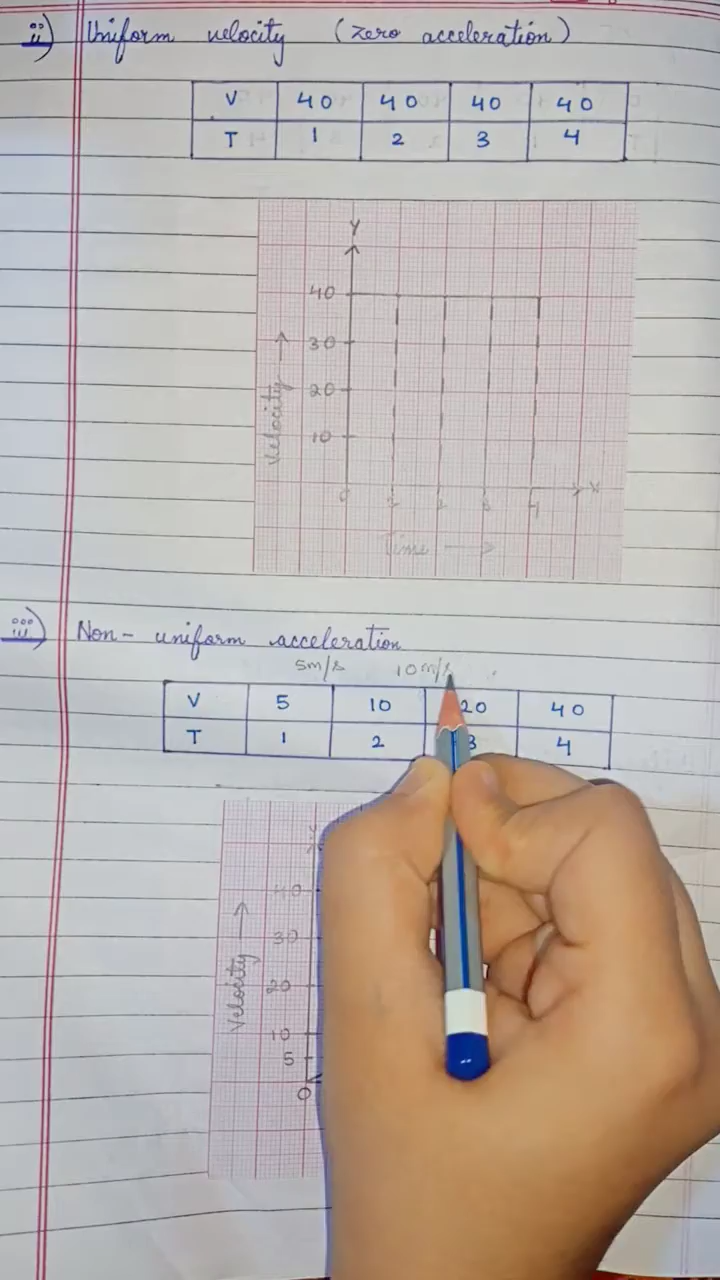 ii) Uniform velocity (zero acceleration)
V 40 40 40 40
T 1 2 3 4
Y
40
30
20
10
Velocity →
0 1 2 3 4 X
Time →
iii) Non-uniform acceleration
5m/s 10m/s
V 5 10 20 40
T 1 2 3 4
Y
40
30
20
10
5
Velocity →
O